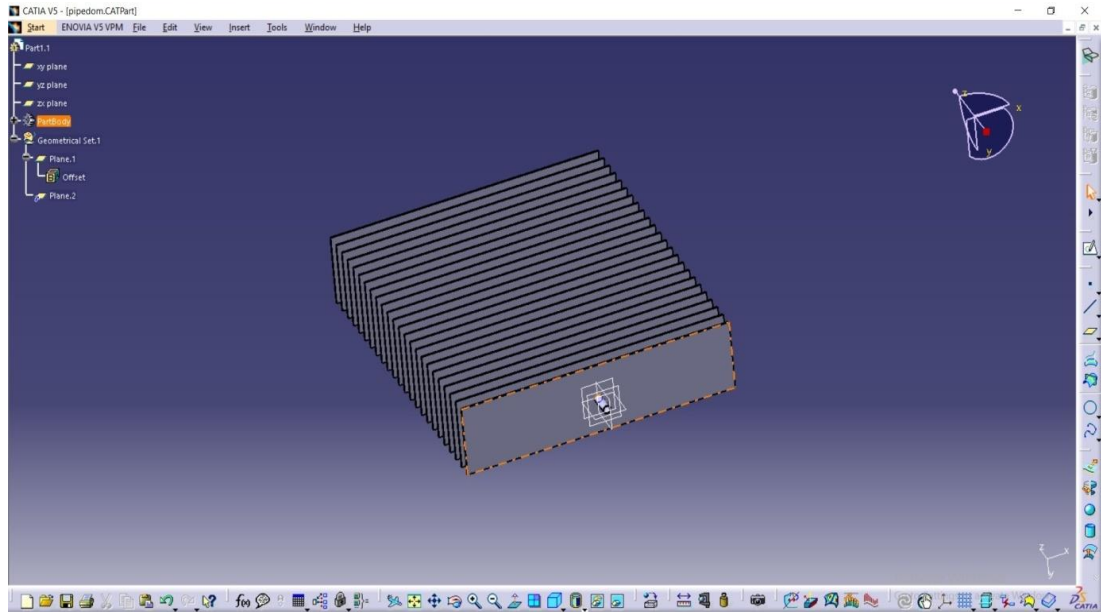 CATIA V5 - [pipedom.CATPart]
Start ENOVIA V5 VPM File Edit View Insert Tools Window Help
Part1.1
xy plane
yz plane
zx plane
PartBody
Geometrical Set.1
Plane.1
Offset
Plane.2
z
x
y
z
x
y
f(x)
CATIA